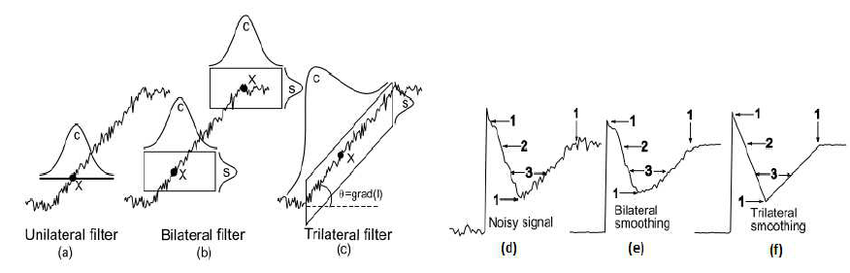 C
X
Unilateral filter
(a)
C
X
S
C
X
S
Bilateral filter
(b)
C
S
X
θ=grad(I)
Trilateral filter
(c)
1
2
3
1
1
Noisy signal
(d)
1
2
3
1
1
Bilateral
smoothing
(e)
1
2
3
1
1
Trilateral
smoothing
(f)